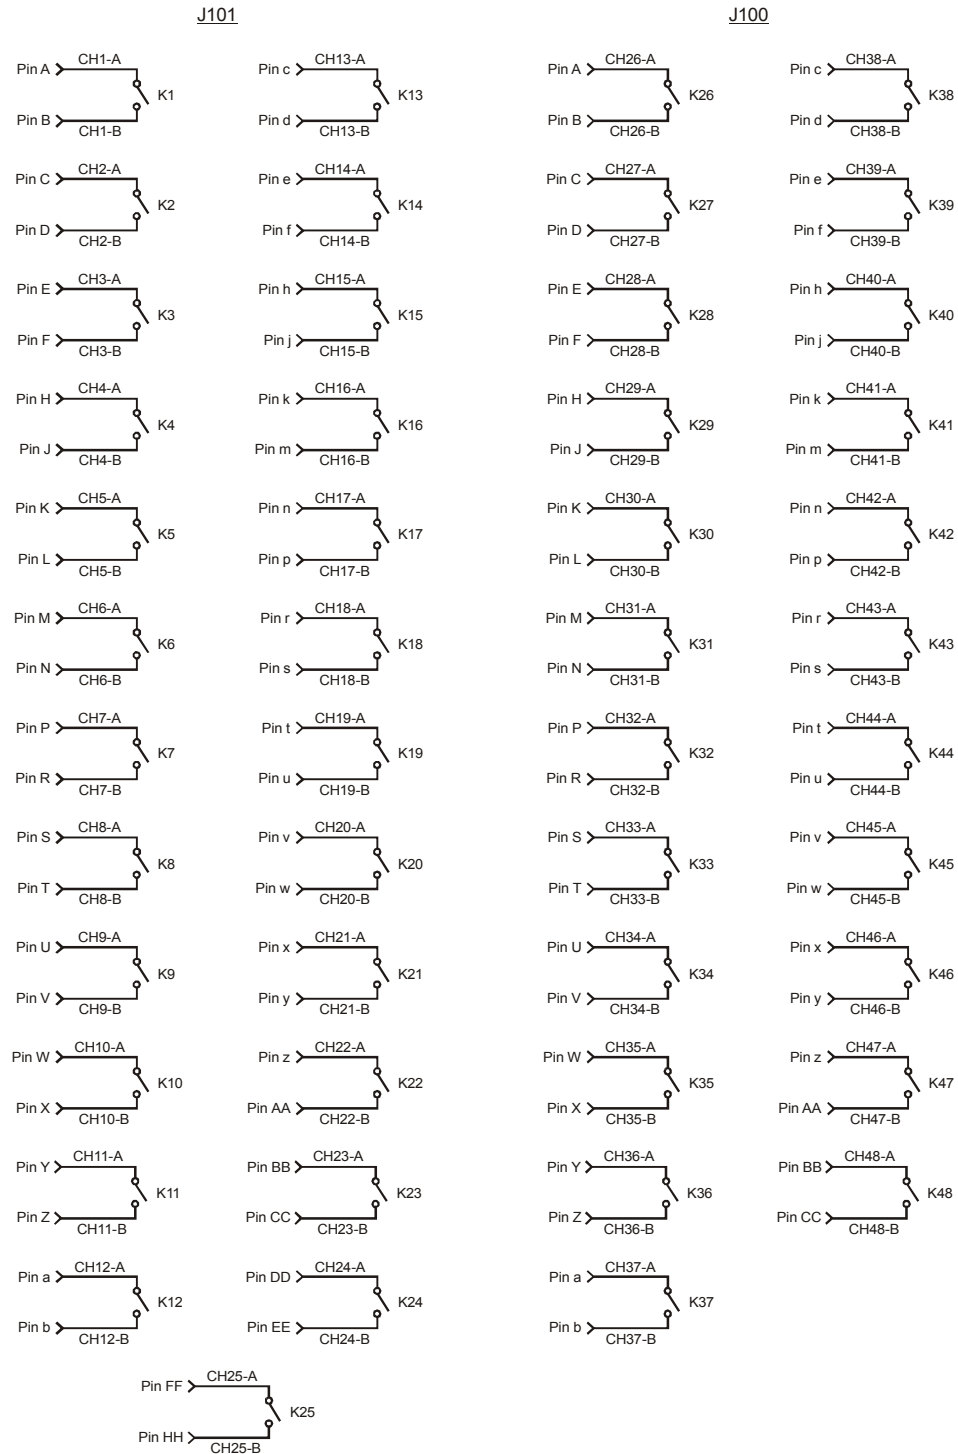 J101
J100
Pin A CH1-A
K1
Pin B CH1-B
Pin C CH2-A
K2
Pin D CH2-B
Pin E CH3-A
K3
Pin F CH3-B
Pin H CH4-A
K4
Pin J CH4-B
Pin K CH5-A
K5
Pin L CH5-B
Pin M CH6-A
K6
Pin N CH6-B
Pin P CH7-A
K7
Pin R CH7-B
Pin S CH8-A
K8
Pin T CH8-B
Pin U CH9-A
K9
Pin V CH9-B
Pin W CH10-A
K10
Pin X CH10-B
Pin Y CH11-A
K11
Pin Z CH11-B
Pin a CH12-A
K12
Pin b CH12-B
Pin c CH13-A
K13
Pin d CH13-B
Pin e CH14-A
K14
Pin f CH14-B
Pin h CH15-A
K15
Pin j CH15-B
Pin k CH16-A
K16
Pin m CH16-B
Pin n CH17-A
K17
Pin p CH17-B
Pin r CH18-A
K18
Pin s CH18-B
Pin t CH19-A
K19
Pin u CH19-B
Pin v CH20-A
K20
Pin w CH20-B
Pin x CH21-A
K21
Pin y CH21-B
Pin z CH22-A
K22
Pin AA CH22-B
Pin BB CH23-A
K23
Pin CC CH23-B
Pin DD CH24-A
K24
Pin EE CH24-B
Pin FF CH25-A
K25
Pin HH CH25-B
Pin A CH26-A
K26
Pin B CH26-B
Pin C CH27-A
K27
Pin D CH27-B
Pin E CH28-A
K28
Pin F CH28-B
Pin H CH29-A
K29
Pin J CH29-B
Pin K CH30-A
K30
Pin L CH30-B
Pin M CH31-A
K31
Pin N CH31-B
Pin P CH32-A
K32
Pin R CH32-B
Pin S CH33-A
K33
Pin T CH33-B
Pin U CH34-A
K34
Pin V CH34-B
Pin W CH35-A
K35
Pin X CH35-B
Pin Y CH36-A
K36
Pin Z CH36-B
Pin a CH37-A
K37
Pin b CH37-B
Pin c CH38-A
K38
Pin d CH38-B
Pin e CH39-A
K39
Pin f CH39-B
Pin h CH40-A
K40
Pin j CH40-B
Pin k CH41-A
K41
Pin m CH41-B
Pin n CH42-A
K42
Pin p CH42-B
Pin r CH43-A
K43
Pin s CH43-B
Pin t CH44-A
K44
Pin u CH44-B
Pin v CH45-A
K45
Pin w CH45-B
Pin x CH46-A
K46
Pin y CH46-B
Pin z CH47-A
K47
Pin AA CH47-B
Pin BB CH48-A
K48
Pin CC CH48-B